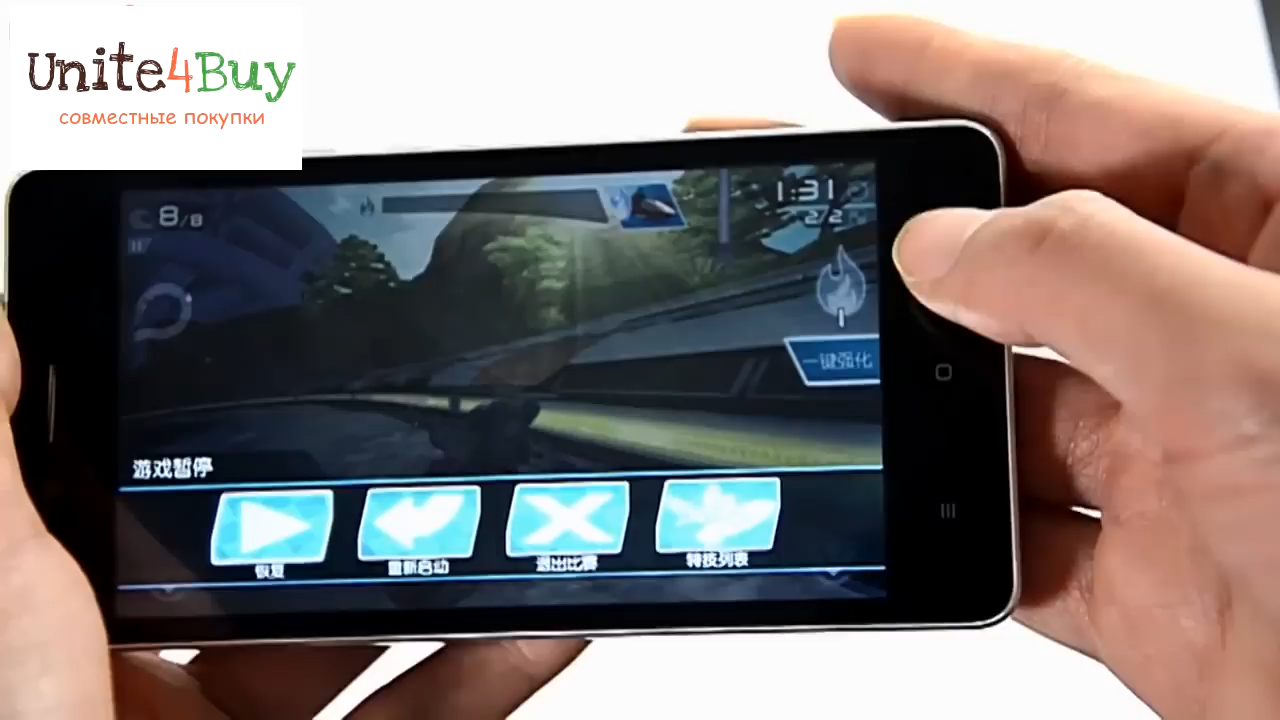 Unite4Buy
совместные покупки
8/8
1:31
2/2
一键强化
游戏暂停
恢复
重新启动
退出比赛
特技列表